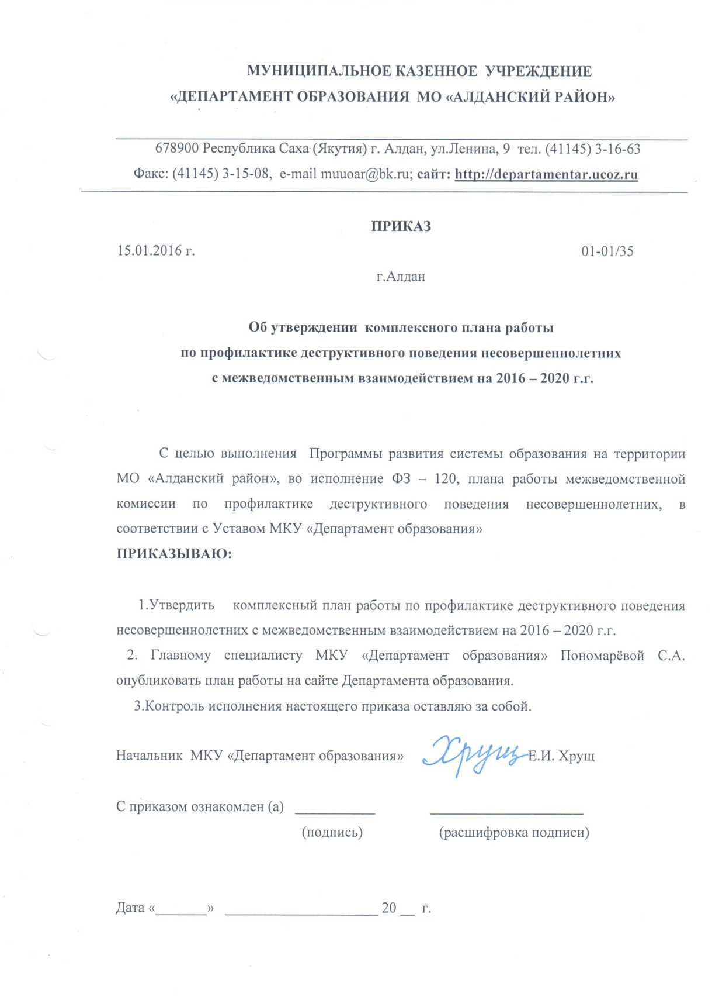 МУНИЦИПАЛЬНОЕ КАЗЕННОЕ УЧРЕЖДЕНИЕ
«ДЕПАРТАМЕНТ ОБРАЗОВАНИЯ МО «АЛДАНСКИЙ РАЙОН»
678900 Республика Саха (Якутия) г. Алдан, ул.Ленина, 9 тел. (41145) 3-16-63
Факс: (41145) 3-15-08, e-mail muuoar@bk.ru; сайт: http://departamentar.ucoz.ru
ПРИКАЗ
15.01.2016 г. 01-01/35
г.Алдан
Об утверждении комплексного плана работы
по профилактике деструктивного поведения несовершеннолетних
с межведомственным взаимодействием на 2016 – 2020 г.г.
С целью выполнения Программы развития системы образования на территории
МО «Алданский район», во исполнение ФЗ – 120, плана работы межведомственной
комиссии по профилактике деструктивного поведения несовершеннолетних, в
соответствии с Уставом МКУ «Департамент образования»
ПРИКАЗЫВАЮ:
1.Утвердить комплексный план работы по профилактике деструктивного поведения
несовершеннолетних с межведомственным взаимодействием на 2016 – 2020 г.г.
2. Главному специалисту МКУ «Департамент образования» Пономарёвой С.А.
опубликовать план работы на сайте Департамента образования.
3.Контроль исполнения настоящего приказа оставляю за собой.
Начальник МКУ «Департамент образования» Хрущ Е.И. Хрущ
С приказом ознакомлен (а) ___________ _____________________
(подпись) (расшифровка подписи)
Дата «_______» _____________________ 20 __ г.